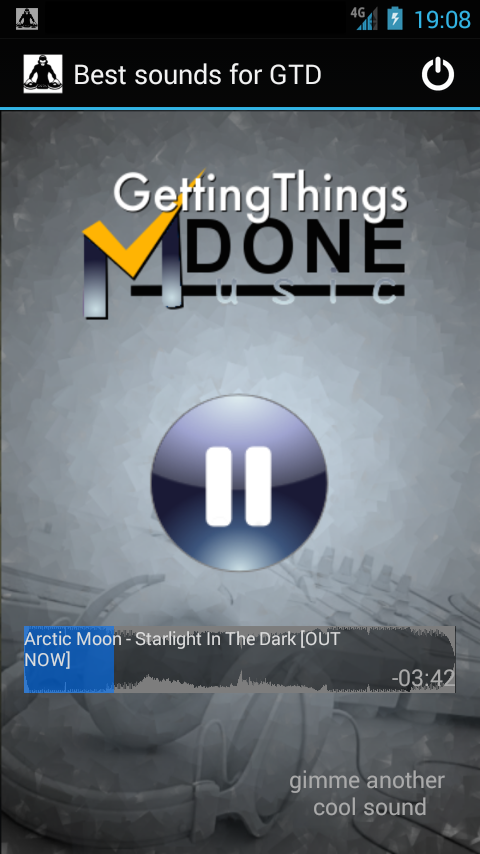 4G 19:08
Best sounds for GTD
GettingThings
DONE
Music
Arctic Moon - Starlight In The Dark [OUT
NOW]
-03:42
gimme another
cool sound